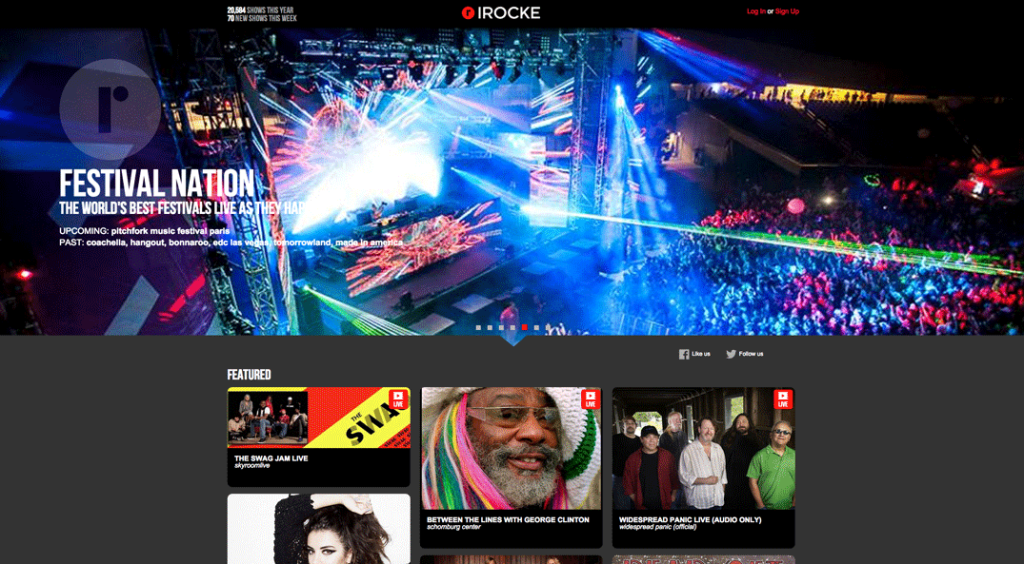 20,584 SHOWS THIS YEAR
70 NEW SHOWS THIS WEEK
r IROCKE
Log In or Sign Up
r
FESTIVAL NATION
THE WORLD'S BEST FESTIVALS LIVE AS THEY HAP
UPCOMING: pitchfork music festival paris
PAST: coachella, hangout, bonnaroo, edc las vegas, tomorrowland, made in america
Like us
Follow us
FEATURED
LIVE
THE SWA
THE SWAG JAM LIVE
skyroomlive
LIVE
BETWEEN THE LINES WITH GEORGE CLINTON
schomburg center
LIVE
WIDESPREAD PANIC LIVE (AUDIO ONLY)
widespread panic (official)